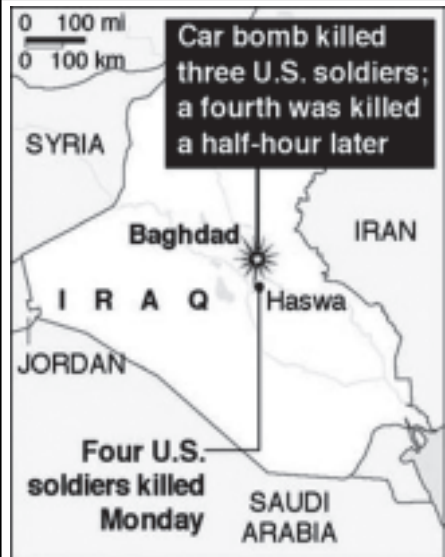 0 100 mi
0 100 km
Car bomb killed
three U.S. soldiers;
a fourth was killed
a half-hour later
SYRIA
IRAN
Baghdad
IRAQ
Haswa
JORDAN
Four U.S.
soldiers killed
Monday
SAUDI
ARABIA